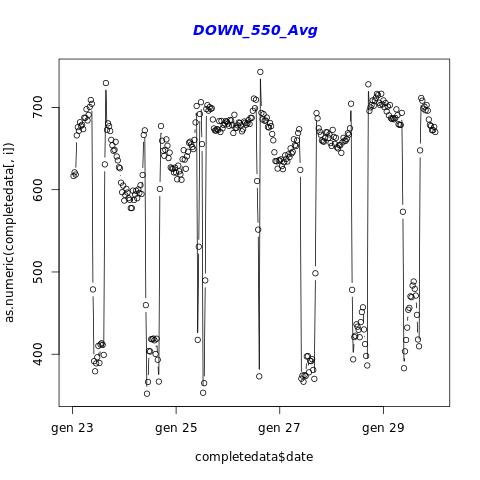 DOWN_550_Avg
as.numeric(completedata[, i])
700
600
500
400
gen 23
gen 25
gen 27
gen 29
completedata$date